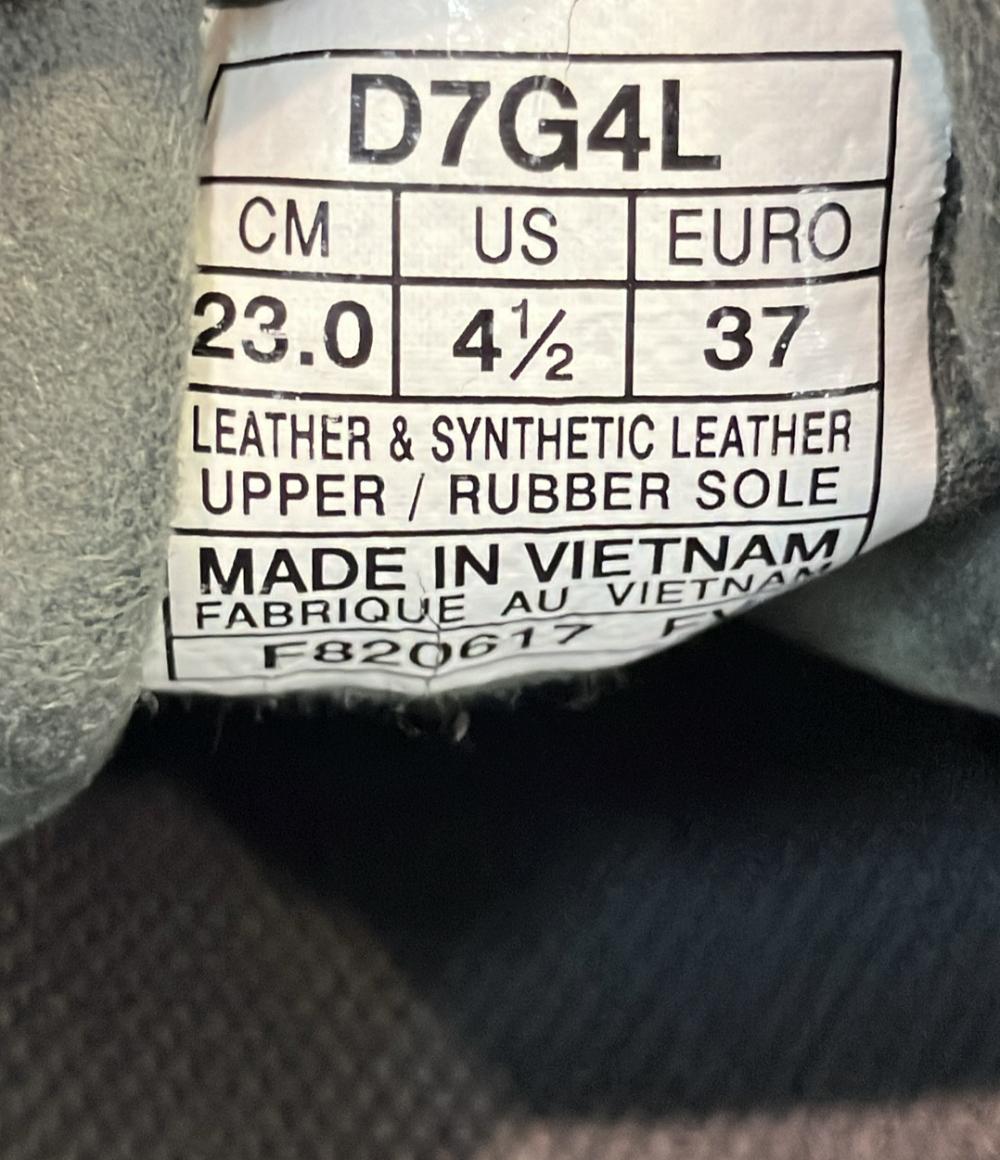 D7G4L
CM US EURO
23.0 4½ 37
LEATHER & SYNTHETIC LEATHER
UPPER / RUBBER SOLE
MADE IN VIETNAM
FABRIQUE AU VIETNAM
F820617